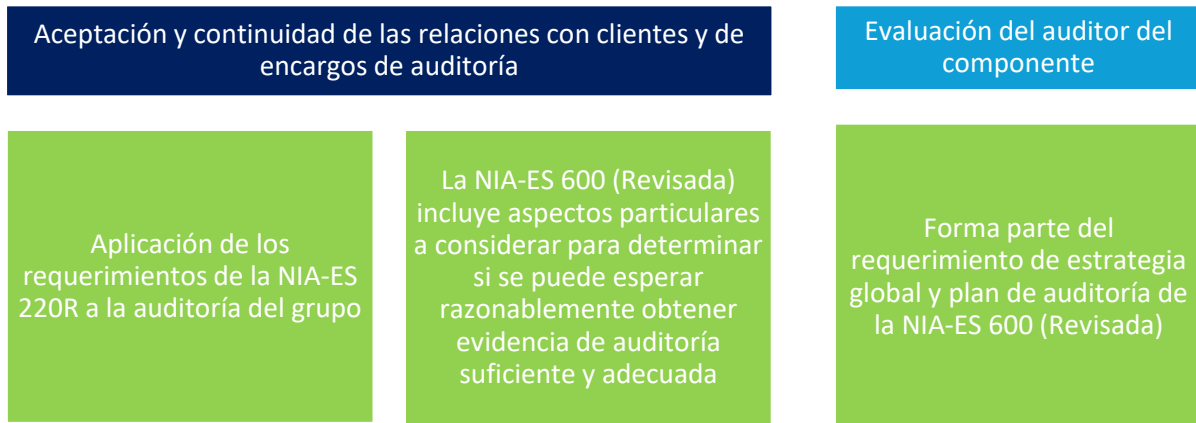 Aceptación y continuidad de las relaciones con clientes y de
encargos de auditoría
Evaluación del auditor del
componente
Aplicación de los
requerimientos de la NIA-ES
220R a la auditoría del grupo
La NIA-ES 600 (Revisada)
incluye aspectos particulares
a considerar para determinar
si se puede esperar
razonablemente obtener
evidencia de auditoría
suficiente y adecuada
Forma parte del
requerimiento de estrategia
global y plan de auditoría de
la NIA-ES 600 (Revisada)